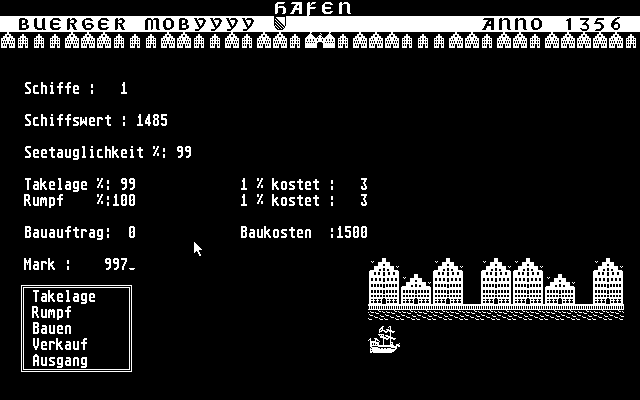 HAFEN
BUERGER MOBYYYY ANNO 1356
Schiffe : 1
Schiffswert : 1485
Seetauglichkeit %: 99
Takelage %: 99 1 % kostet : 3
Rumpf %:100 1 % kostet : 3
Bauauftrag: 0 Baukosten :1500
Mark : 997_
Takelage
Rumpf
Bauen
Verkauf
Ausgang